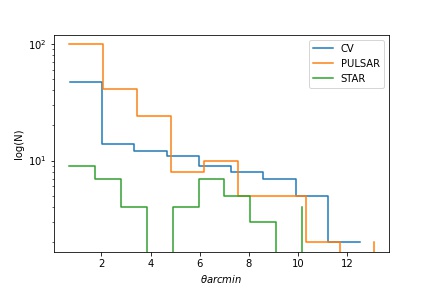 10²
10¹
log(N)
CV
PULSAR
STAR
2 4 6 8 10 12
θarcmin